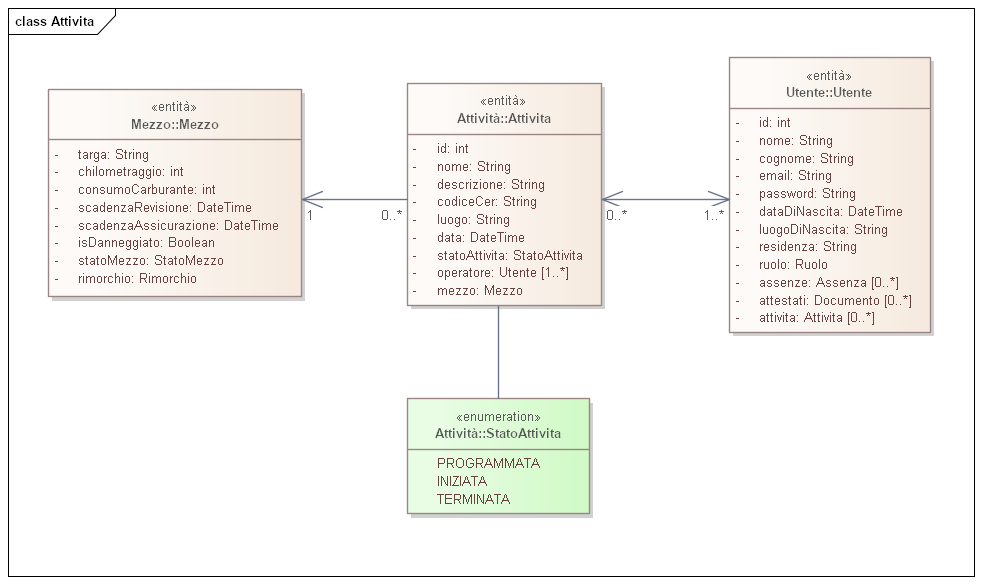 class Attivita
«entità»
Mezzo::Mezzo
- targa: String
- chilometraggio: int
- consumoCarburante: int
- scadenzaRevisione: DateTime
- scadenzaAssicurazione: DateTime
- isDanneggiato: Boolean
- statoMezzo: StatoMezzo
- rimorchio: Rimorchio
1
0..*
«entità»
Attività::Attivita
- id: int
- nome: String
- descrizione: String
- codiceCer: String
- luogo: String
- data: DateTime
- statoAttivita: StatoAttivita
- operatore: Utente [1..*]
- mezzo: Mezzo
0..*
1..*
«entità»
Utente::Utente
- id: int
- nome: String
- cognome: String
- email: String
- password: String
- dataDiNascita: DateTime
- luogoDiNascita: String
- residenza: String
- ruolo: Ruolo
- assenze: Assenza [0..*]
- attestati: Documento [0..*]
- attivita: Attivita [0..*]
«enumeration»
Attività::StatoAttivita
PROGRAMMATA
INIZIATA
TERMINATA